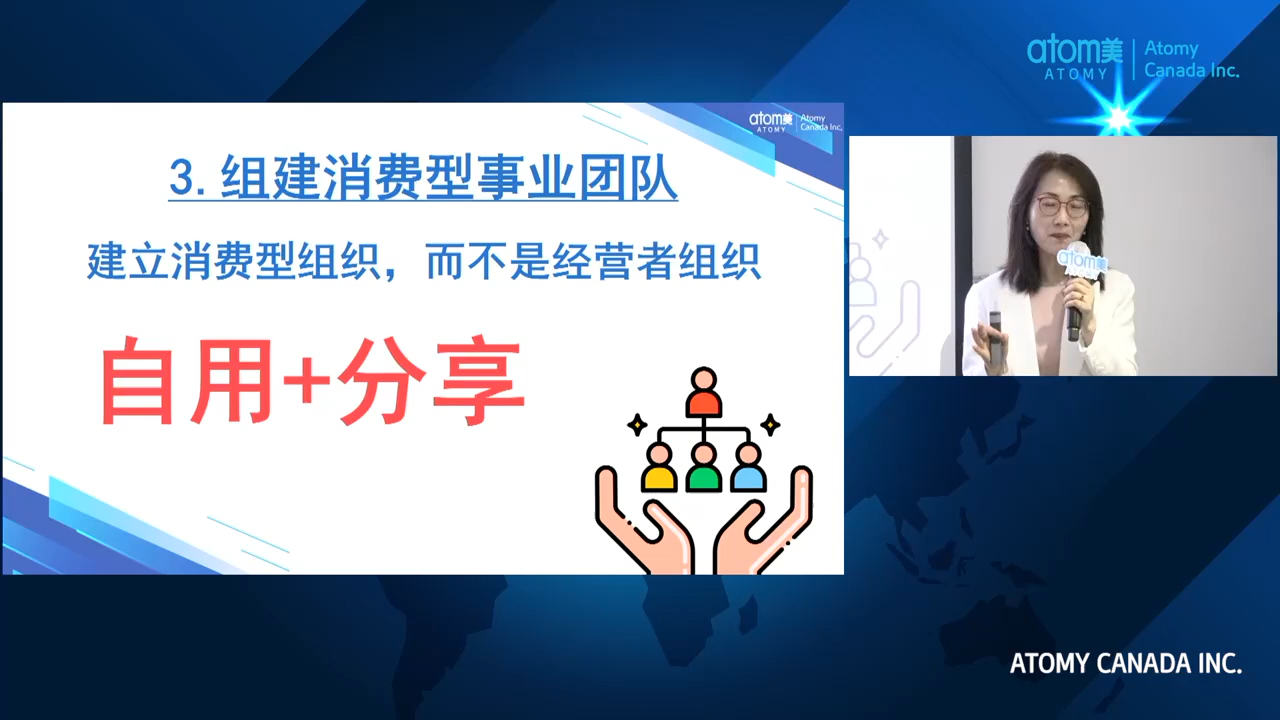 atom美 ATOMY
Atomy
Canada Inc.
atom美 ATOMY
Atomy
Canada Inc.
3.组建消费型事业团队
建立消费型组织，而不是经营者组织
自用+分享
atom美
ATOMY CANADA INC.